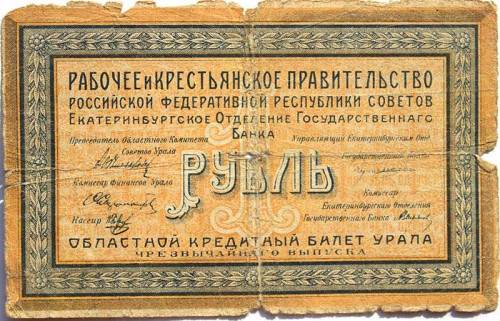 РАБОЧЕЕ и КРЕСТЬЯНСКОЕ ПРАВИТЕЛЬСТВО
РОССИЙСКОЙ ФЕДЕРАТИВНОЙ РЕСПУБЛИКИ СОВЕТОВ
ЕКАТЕРИНБУРГСКОЕ ОТДЕЛЕНИЕ ГОСУДАРСТВЕННАГО
БАНКА
Председатель Областного Комитета
Советов Урала
Комисар Финансов Урала
Кассир
Управляющий Екатеринбургским Отд.
Государственнаго Банка
РУБЛЬ
Комиссар
Екатеринбургскаго Отделения
Государственнаго Банка
ОБЛАСТНОЙ КРЕДИТНЫЙ БИЛЕТ УРАЛА
ЧРЕЗВЫЧАЙНАГО ВЫПУСКА